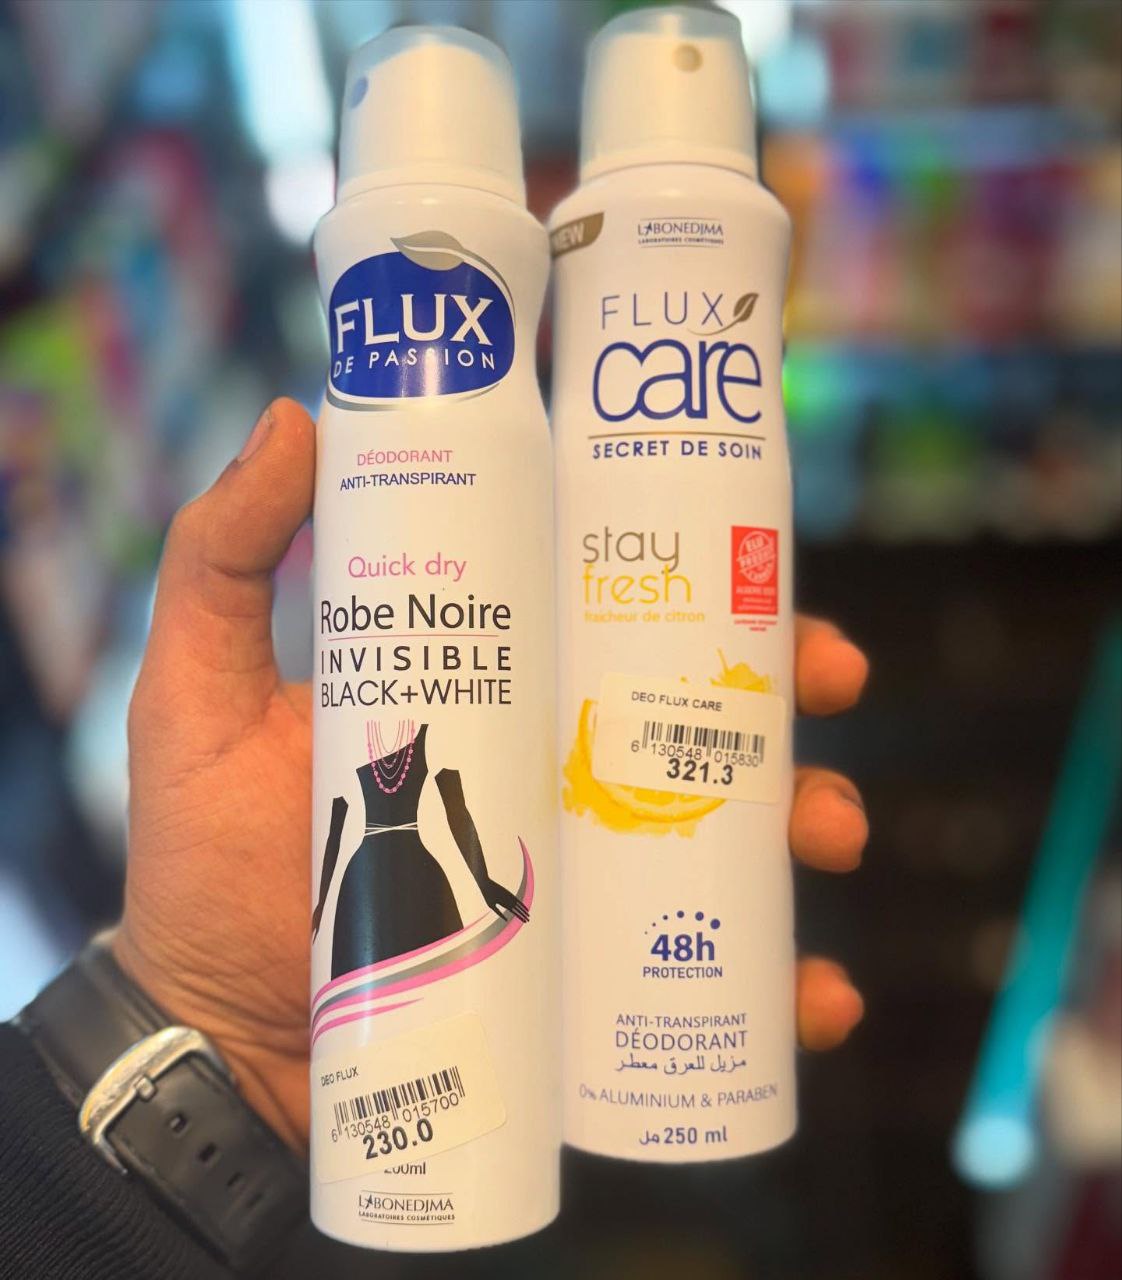 FLUX
DE PASSION
DÉODORANT
ANTI-TRANSPIRANT
Quick dry
Robe Noire
INVISIBLE
BLACK+WHITE
DEO FLUX
6 130548 015700
230.0
200ml
LABONEDJMA
LABORATOIRES COSMÉTIQUES
NEW
LABONEDJMA
LABORATOIRES COSMÉTIQUES
FLUX
care
SECRET DE SOIN
stay
fresh
fraîcheur de citron
ELU
PRODUIT
DEO FLUX CARE
6 130548 015830
321.3
48h
PROTECTION
ANTI-TRANSPIRANT
DÉODORANT
مزيل للعرق معطر
0% ALUMINIUM & PARABEN
250 ml مل